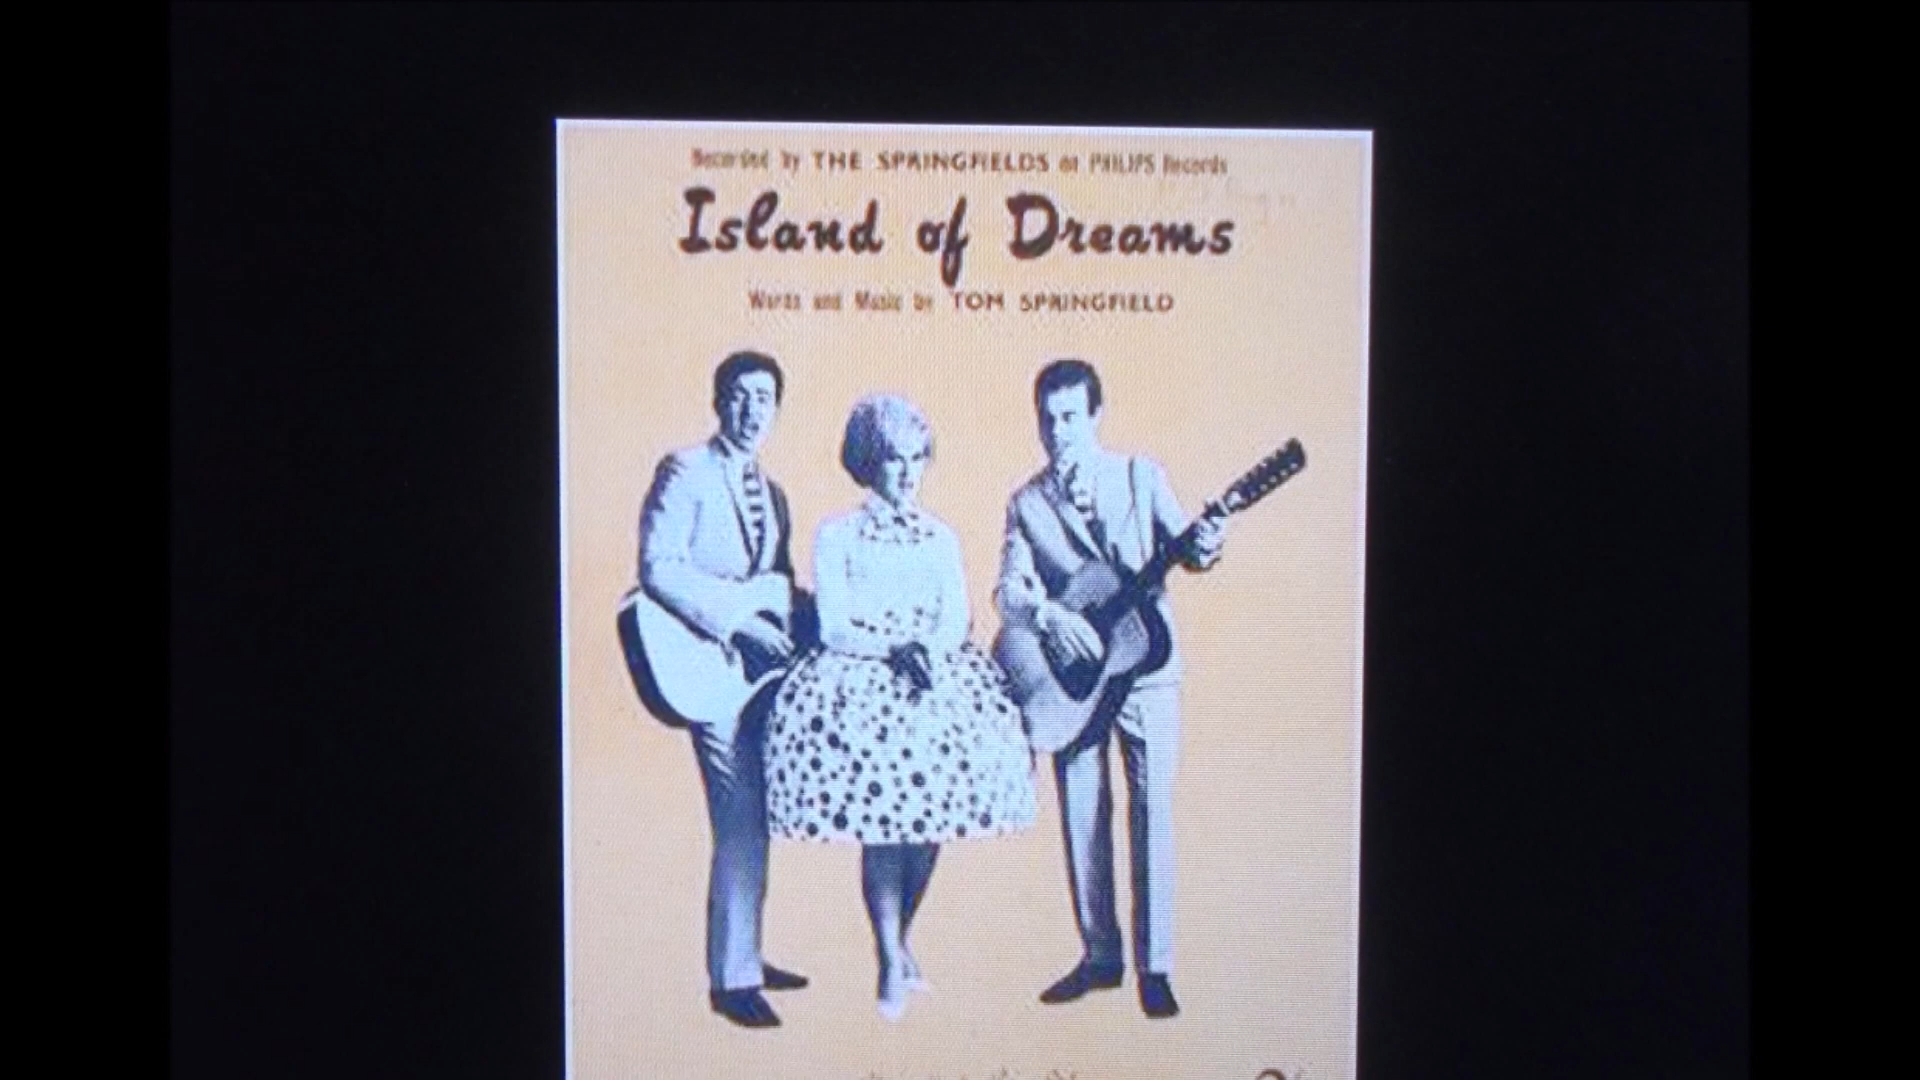 Recorded by THE SPRINGFIELDS on PHILIPS Records
Island of Dreams
Words and Music by TOM SPRINGFIELD